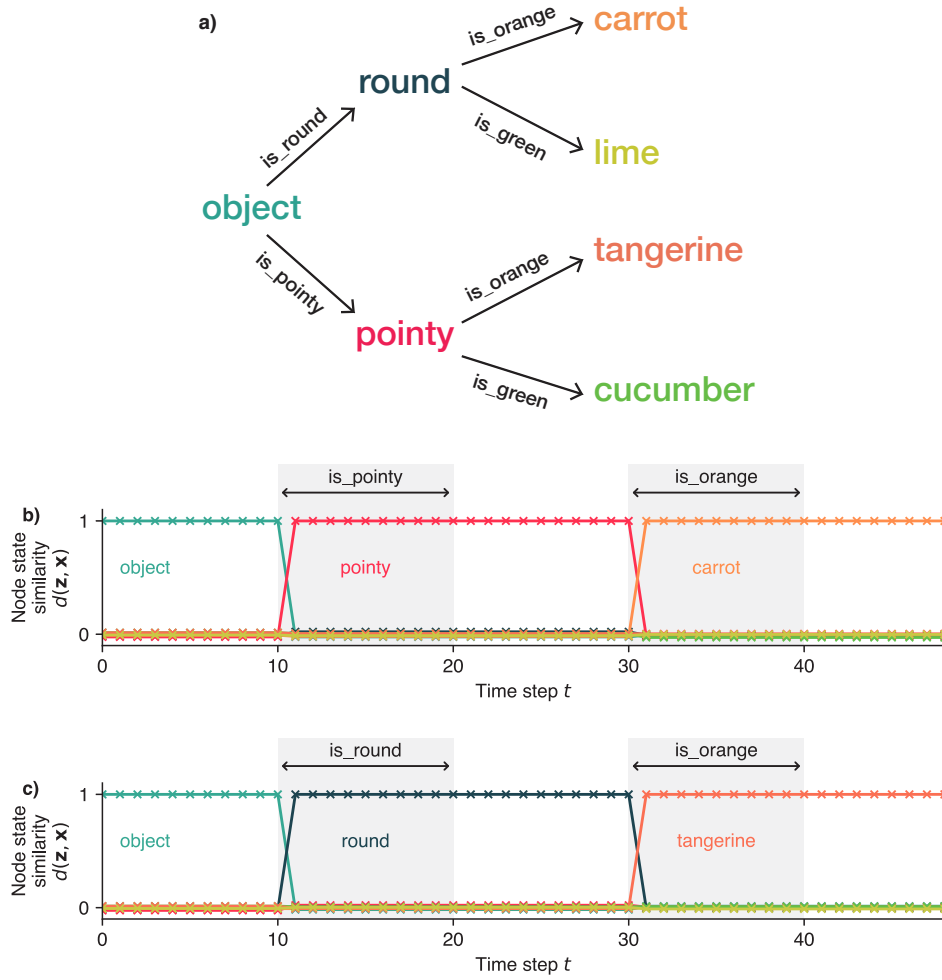 a)
is_orange
carrot
round
is_round
is_green
lime
object
is_pointy
is_orange
tangerine
pointy
is_green
cucumber
b)
is_pointy
is_orange
Node state
similarity
d(z, x)
1
0
object
pointy
carrot
0
10
20
30
40
Time step t
c)
is_round
is_orange
Node state
similarity
d(z, x)
1
0
object
round
tangerine
0
10
20
30
40
Time step t